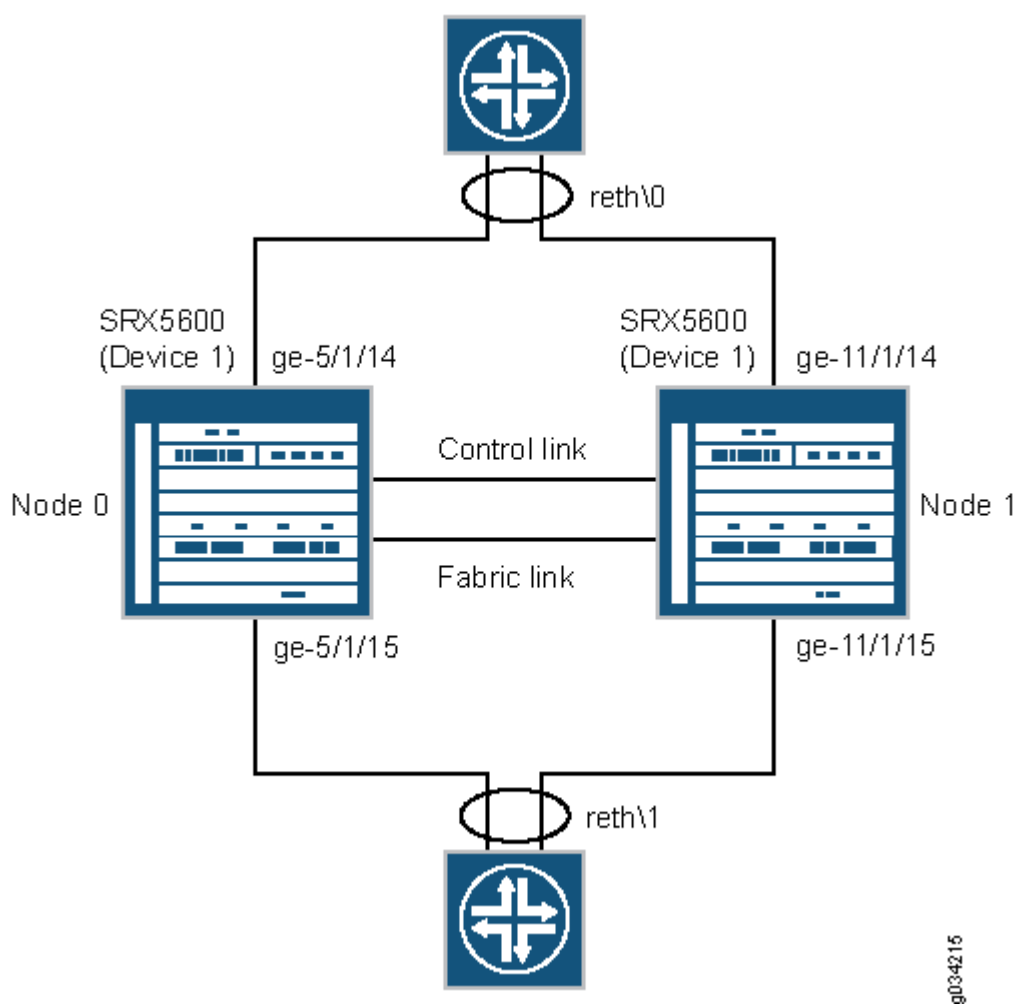 reth\0
SRX5600
(Device 1)
ge-5/1/14
SRX5600
(Device 1)
ge-11/1/14
Control link
Node 0
Node 1
Fabric link
ge-5/1/15
ge-11/1/15
reth\1
g034215